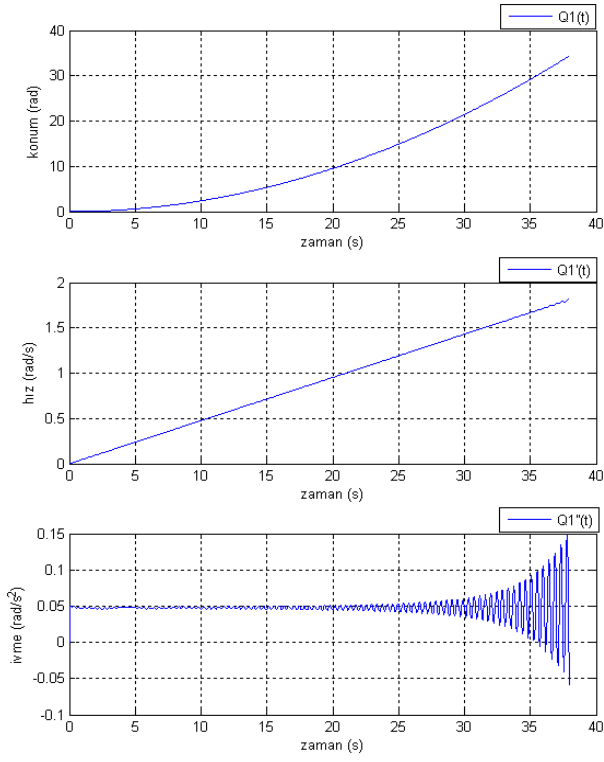 Q1(t)
40
30
20
10
0
konum (rad)
0 5 10 15 20 25 30 35 40
zaman (s)
Q1'(t)
2
1.5
1
0.5
0
hız (rad/s)
0 5 10 15 20 25 30 35 40
zaman (s)
Q1"(t)
0.15
0.1
0.05
0
-0.05
-0.1
ivme (rad/s²)
0 5 10 15 20 25 30 35 40
zaman (s)